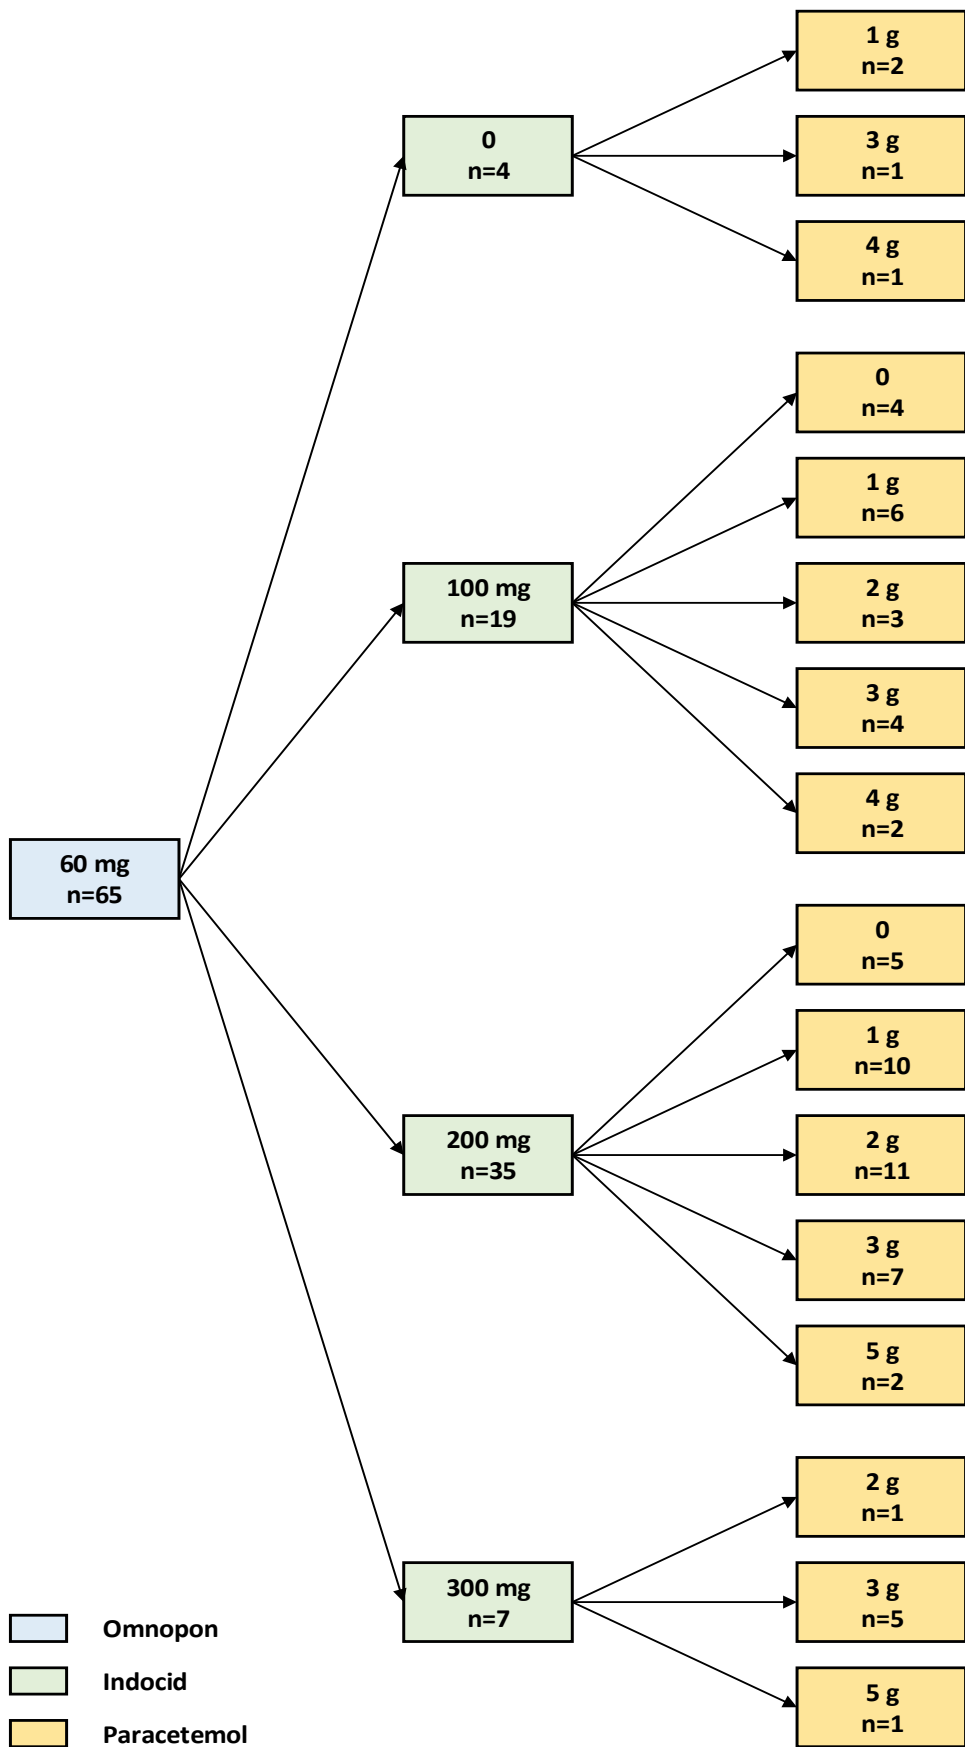 60 mg
n=65
0
n=4
1 g
n=2
3 g
n=1
4 g
n=1
100 mg
n=19
0
n=4
1 g
n=6
2 g
n=3
3 g
n=4
4 g
n=2
200 mg
n=35
0
n=5
1 g
n=10
2 g
n=11
3 g
n=7
5 g
n=2
300 mg
n=7
2 g
n=1
3 g
n=5
5 g
n=1
Omnopon
Indocid
Paracetemol